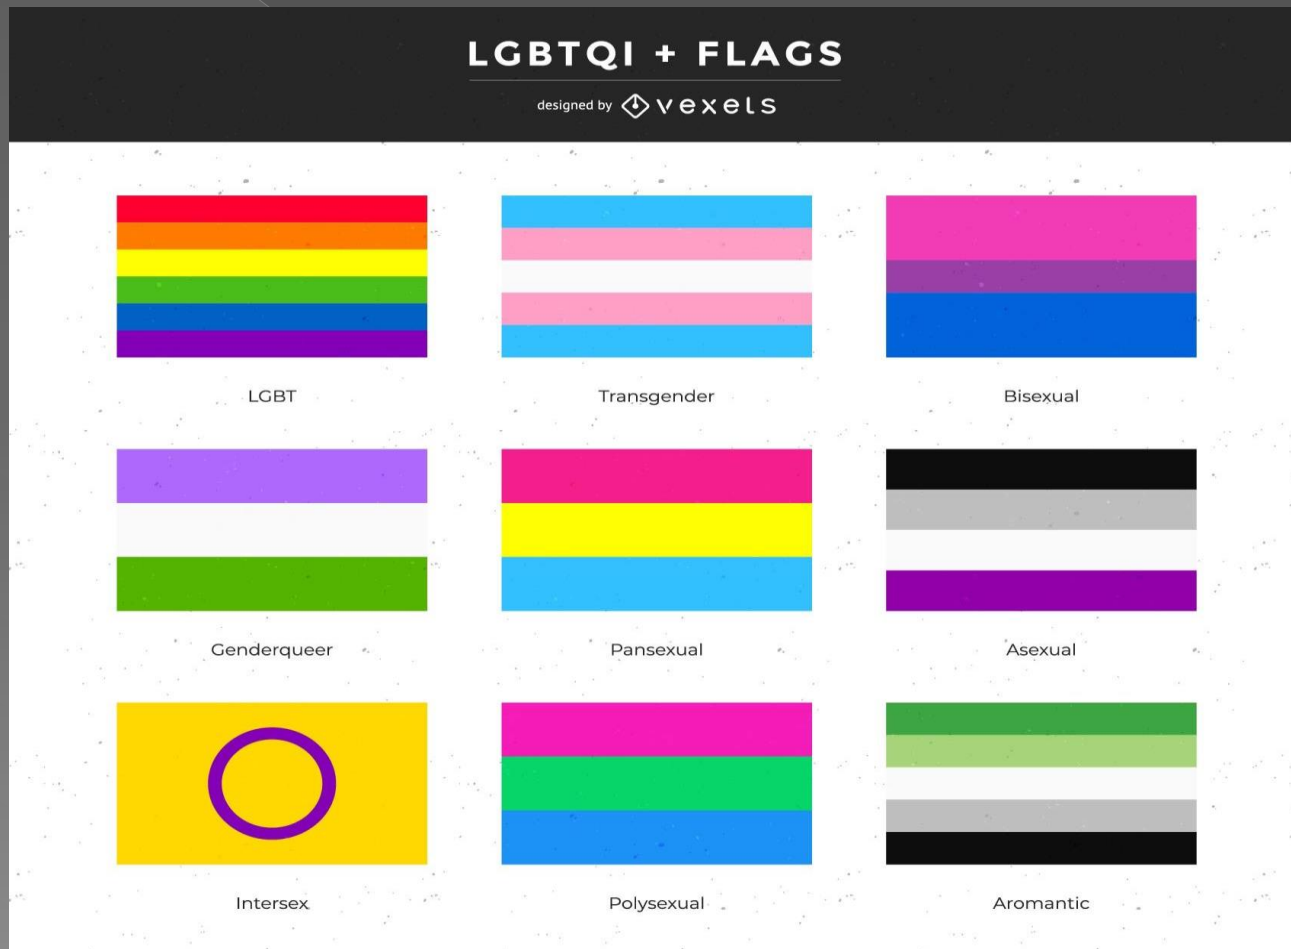 LGBTQI + FLAGS
designed by vexels
LGBT
Transgender
Bisexual
Genderqueer
Pansexual
Asexual
Intersex
Polysexual
Aromantic